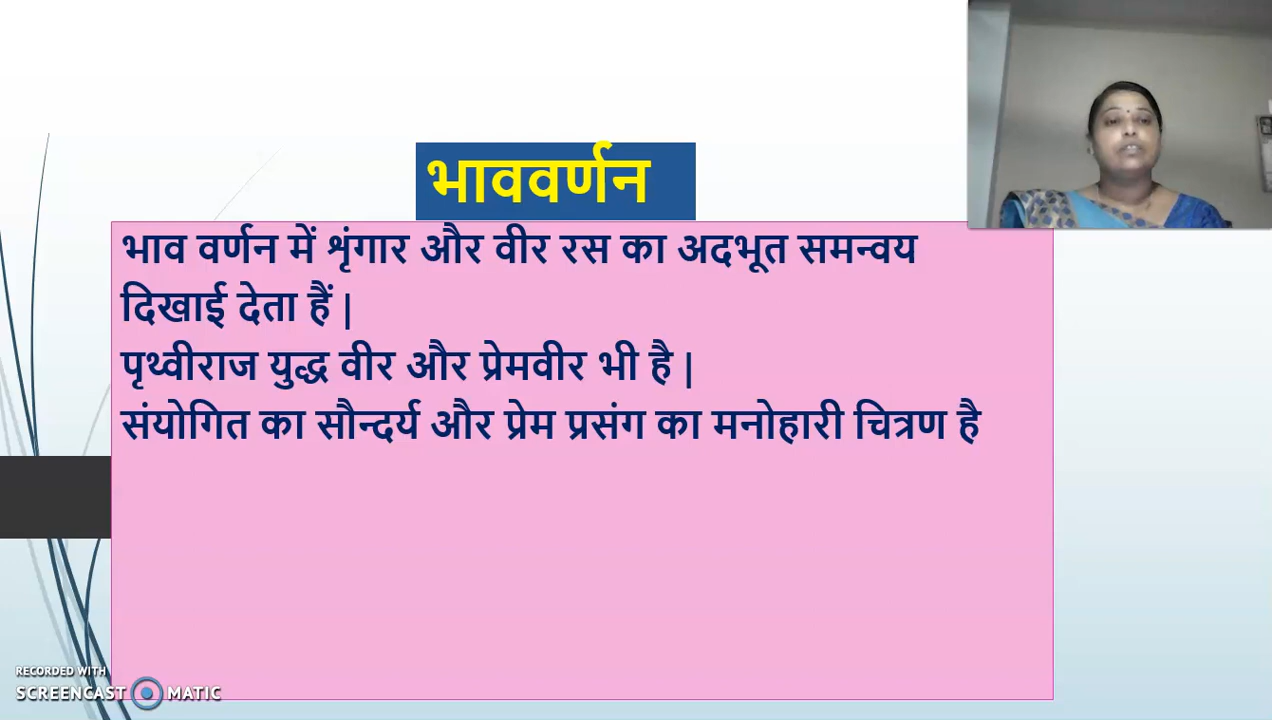 भाववर्णन
भाव वर्णन में शृंगार और वीर रस का अदभूत समन्वय
दिखाई देता हैं |
पृथ्वीराज युद्ध वीर और प्रेमवीर भी है |
संयोगित का सौन्दर्य और प्रेम प्रसंग का मनोहारी चित्रण है
RECORDED WITH
SCREENCAST MATIC